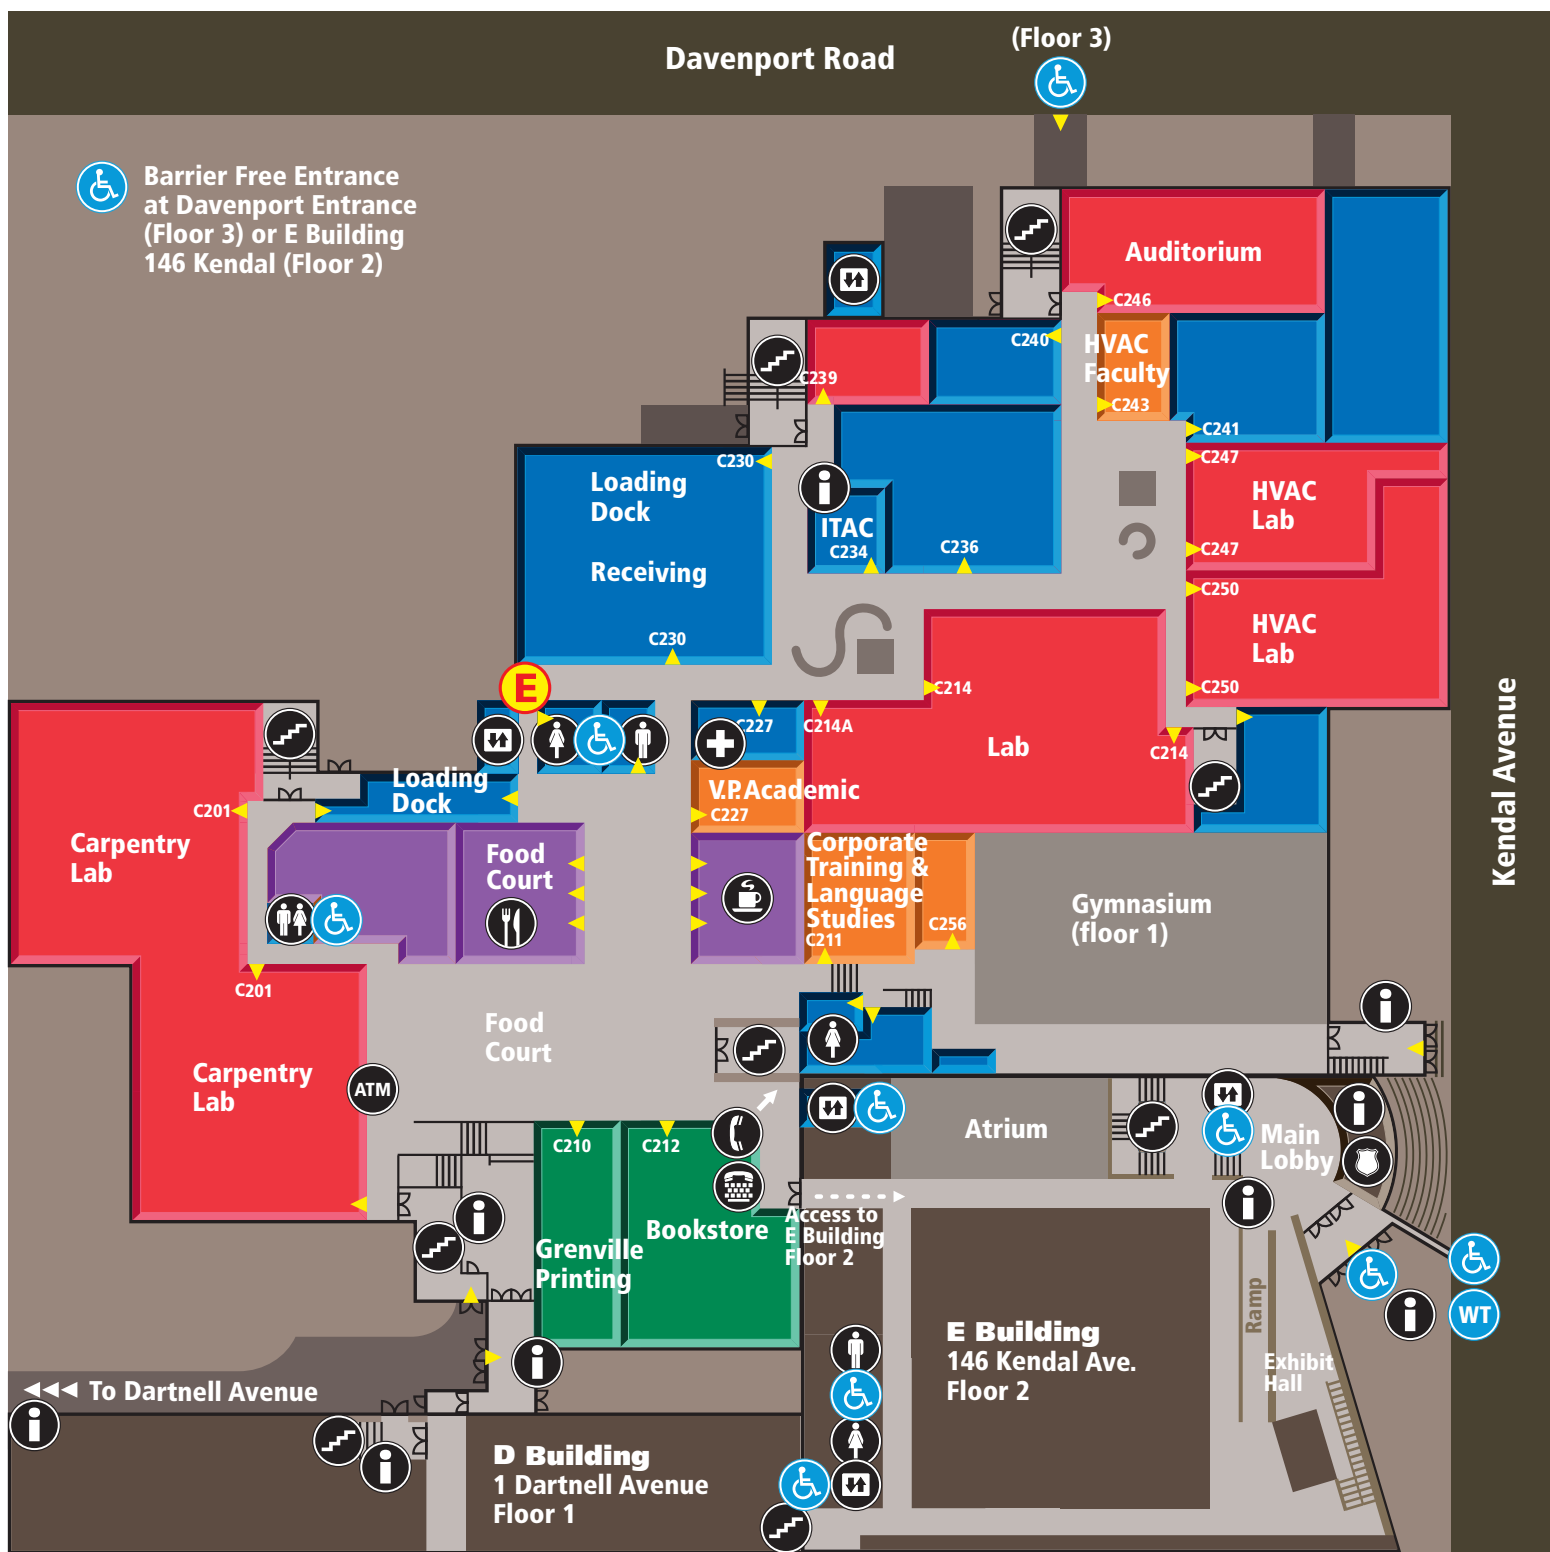 Davenport Road
(Floor 3)
Barrier Free Entrance
at Davenport Entrance
(Floor 3) or E Building
146 Kendal (Floor 2)
Auditorium
C246
C240
HVAC
Faculty
C239
C243
C241
C230
C247
Loading
Dock
Receiving
HVAC
Lab
ITAC
C234
C236
C247
C250
HVAC
Lab
C230
E
C214
C250
Kendal Avenue
C227
C214A
Lab
C214
Loading
Dock
V.P. Academic
C227
C201
Carpentry
Lab
Food
Court
Corporate
Training &
Language
Studies
C211
C256
Gymnasium
(floor 1)
C201
Food
Court
Carpentry
Lab
ATM
C210
C212
Atrium
Main
Lobby
Bookstore
Grenville
Printing
Access to
E Building
Floor 2
Ramp
WT
E Building
146 Kendal Ave.
Floor 2
Exhibit
Hall
To Dartnell Avenue
D Building
1 Dartnell Avenue
Floor 1